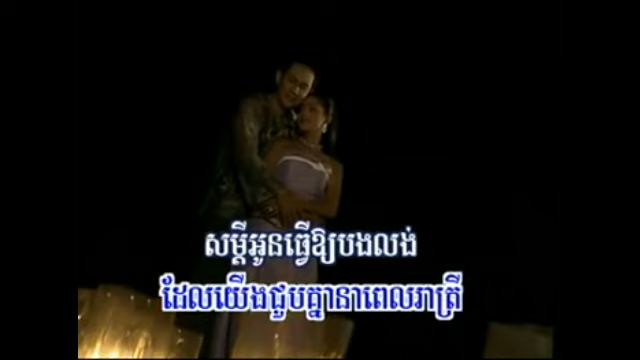 សម្ដីអូនធ្វើឱ្យបងលង់
ដែលយើងជួបគ្នានាពេលរាត្រី